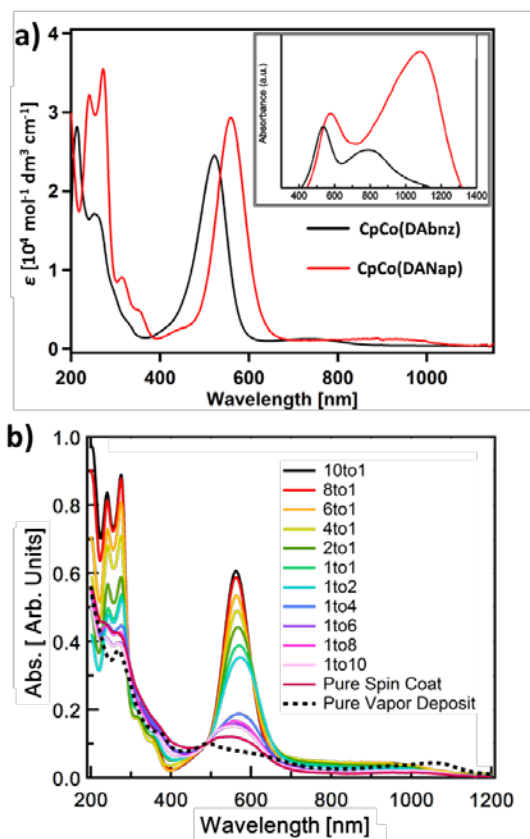 a)
4
3
2
1
0
ε [10⁴ mol⁻¹ dm³ cm⁻¹]
Absorbance (a.u.)
400 600 800 1000 1200 1400
CpCo(DAbnz)
CpCo(DANap)
200 400 600 800 1000
Wavelength [nm]
b)
1.0
0.8
0.6
0.4
0.2
0.0
Abs. [ Arb. Units]
10to1
8to1
6to1
4to1
2to1
1to1
1to2
1to4
1to6
1to8
1to10
Pure Spin Coat
Pure Vapor Deposit
200 400 600 800 1000 1200
Wavelength [nm]